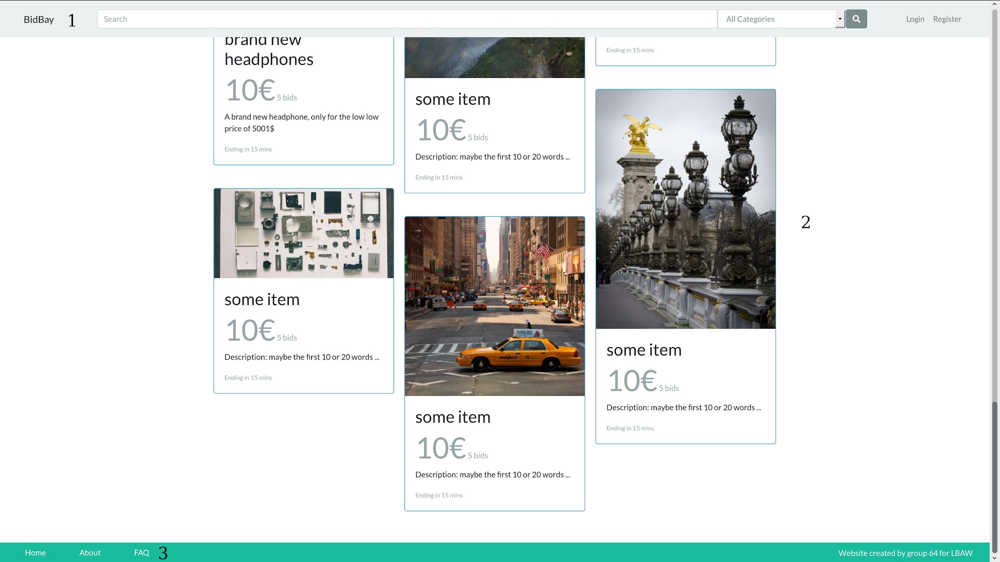 BidBay 1 Search All Categories Login Register
brand new
headphones
10€ 5 bids
A brand new headphone, only for the low low
price of 5001$
Ending in 15 mins
some item
10€ 5 bids
Description: maybe the first 10 or 20 words ...
Ending in 15 mins
some item
10€ 5 bids
Description: maybe the first 10 or 20 words ...
Ending in 15 mins
NYC TAXI
some item
10€ 5 bids
Description: maybe the first 10 or 20 words ...
Ending in 15 mins
Ending in 15 mins
some item
10€ 5 bids
Description: maybe the first 10 or 20 words ...
Ending in 15 mins
2
Home About FAQ 3 Website created by group 64 for LBAW